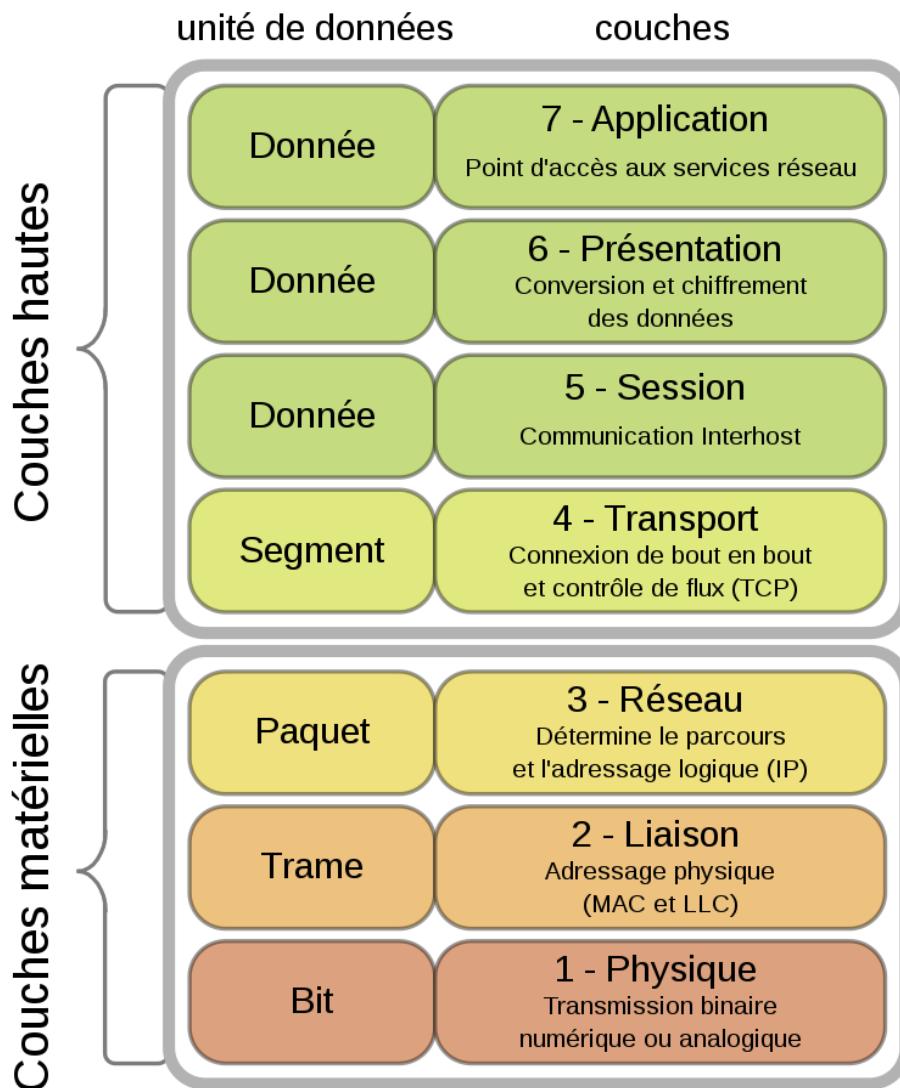 unité de données
couches
Couches hautes
Donnée
7 - Application
Point d'accès aux services réseau
Donnée
6 - Présentation
Conversion et chiffrement
des données
Donnée
5 - Session
Communication Interhost
Segment
4 - Transport
Connexion de bout en bout
et contrôle de flux (TCP)
Couches matérielles
Paquet
3 - Réseau
Détermine le parcours
et l'adressage logique (IP)
Trame
2 - Liaison
Adressage physique
(MAC et LLC)
Bit
1 - Physique
Transmission binaire
numérique ou analogique